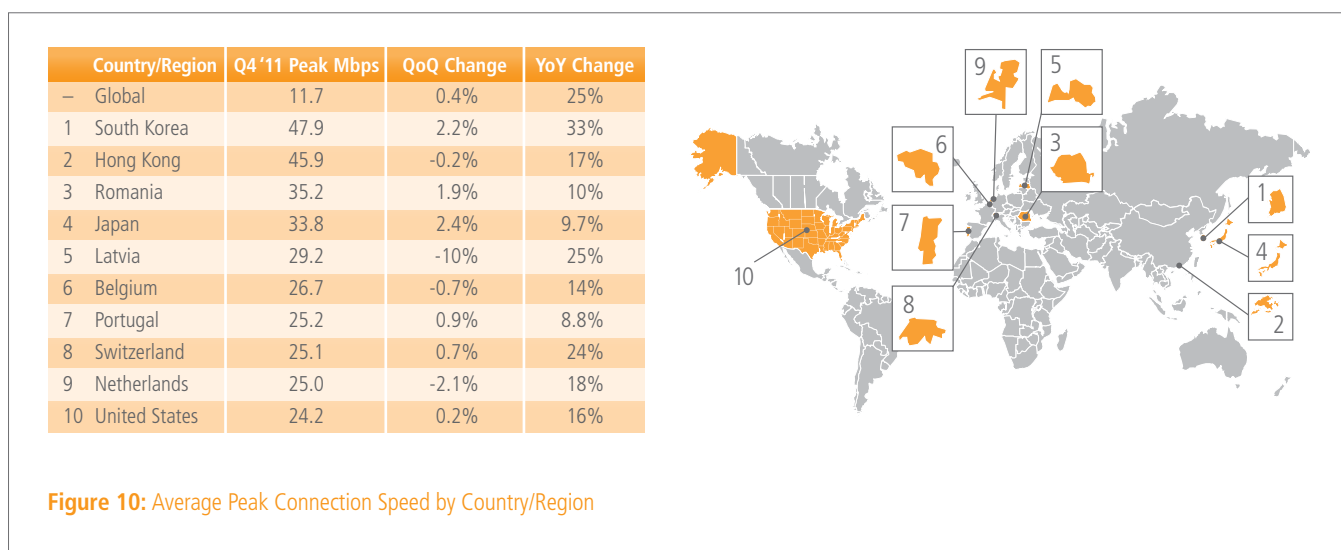 Country/Region Q4 '11 Peak Mbps QoQ Change YoY Change
– Global 11.7 0.4% 25%
1 South Korea 47.9 2.2% 33%
2 Hong Kong 45.9 -0.2% 17%
3 Romania 35.2 1.9% 10%
4 Japan 33.8 2.4% 9.7%
5 Latvia 29.2 -10% 25%
6 Belgium 26.7 -0.7% 14%
7 Portugal 25.2 0.9% 8.8%
8 Switzerland 25.1 0.7% 24%
9 Netherlands 25.0 -2.1% 18%
10 United States 24.2 0.2% 16%
9
5
6
3
7
1
10
4
8
2
Figure 10: Average Peak Connection Speed by Country/Region